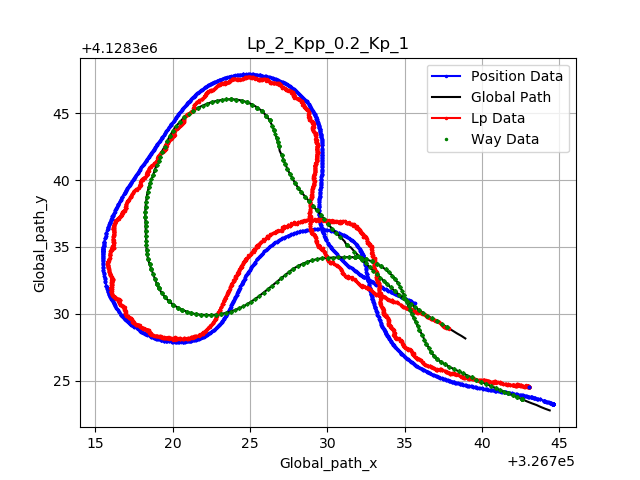 Lp_2_Kpp_0.2_Kp_1
+4.1283e6
Position Data
Global Path
Lp Data
Way Data
Global_path_y
45
40
35
30
25
15 20 25 30 35 40 45
Global_path_x
+3.267e5